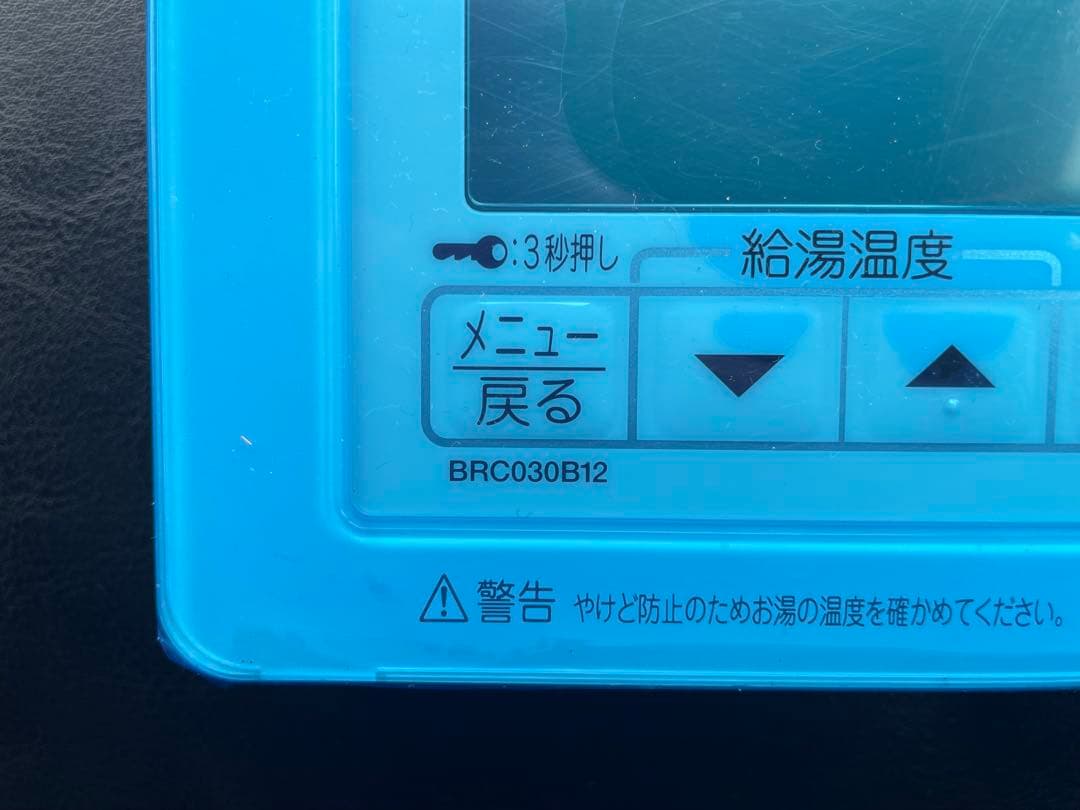 :3秒押し
給湯温度
メニュー
戻る
▼
▲
BRC030B12
⚠警告 やけど防止のためお湯の温度を確かめてください。